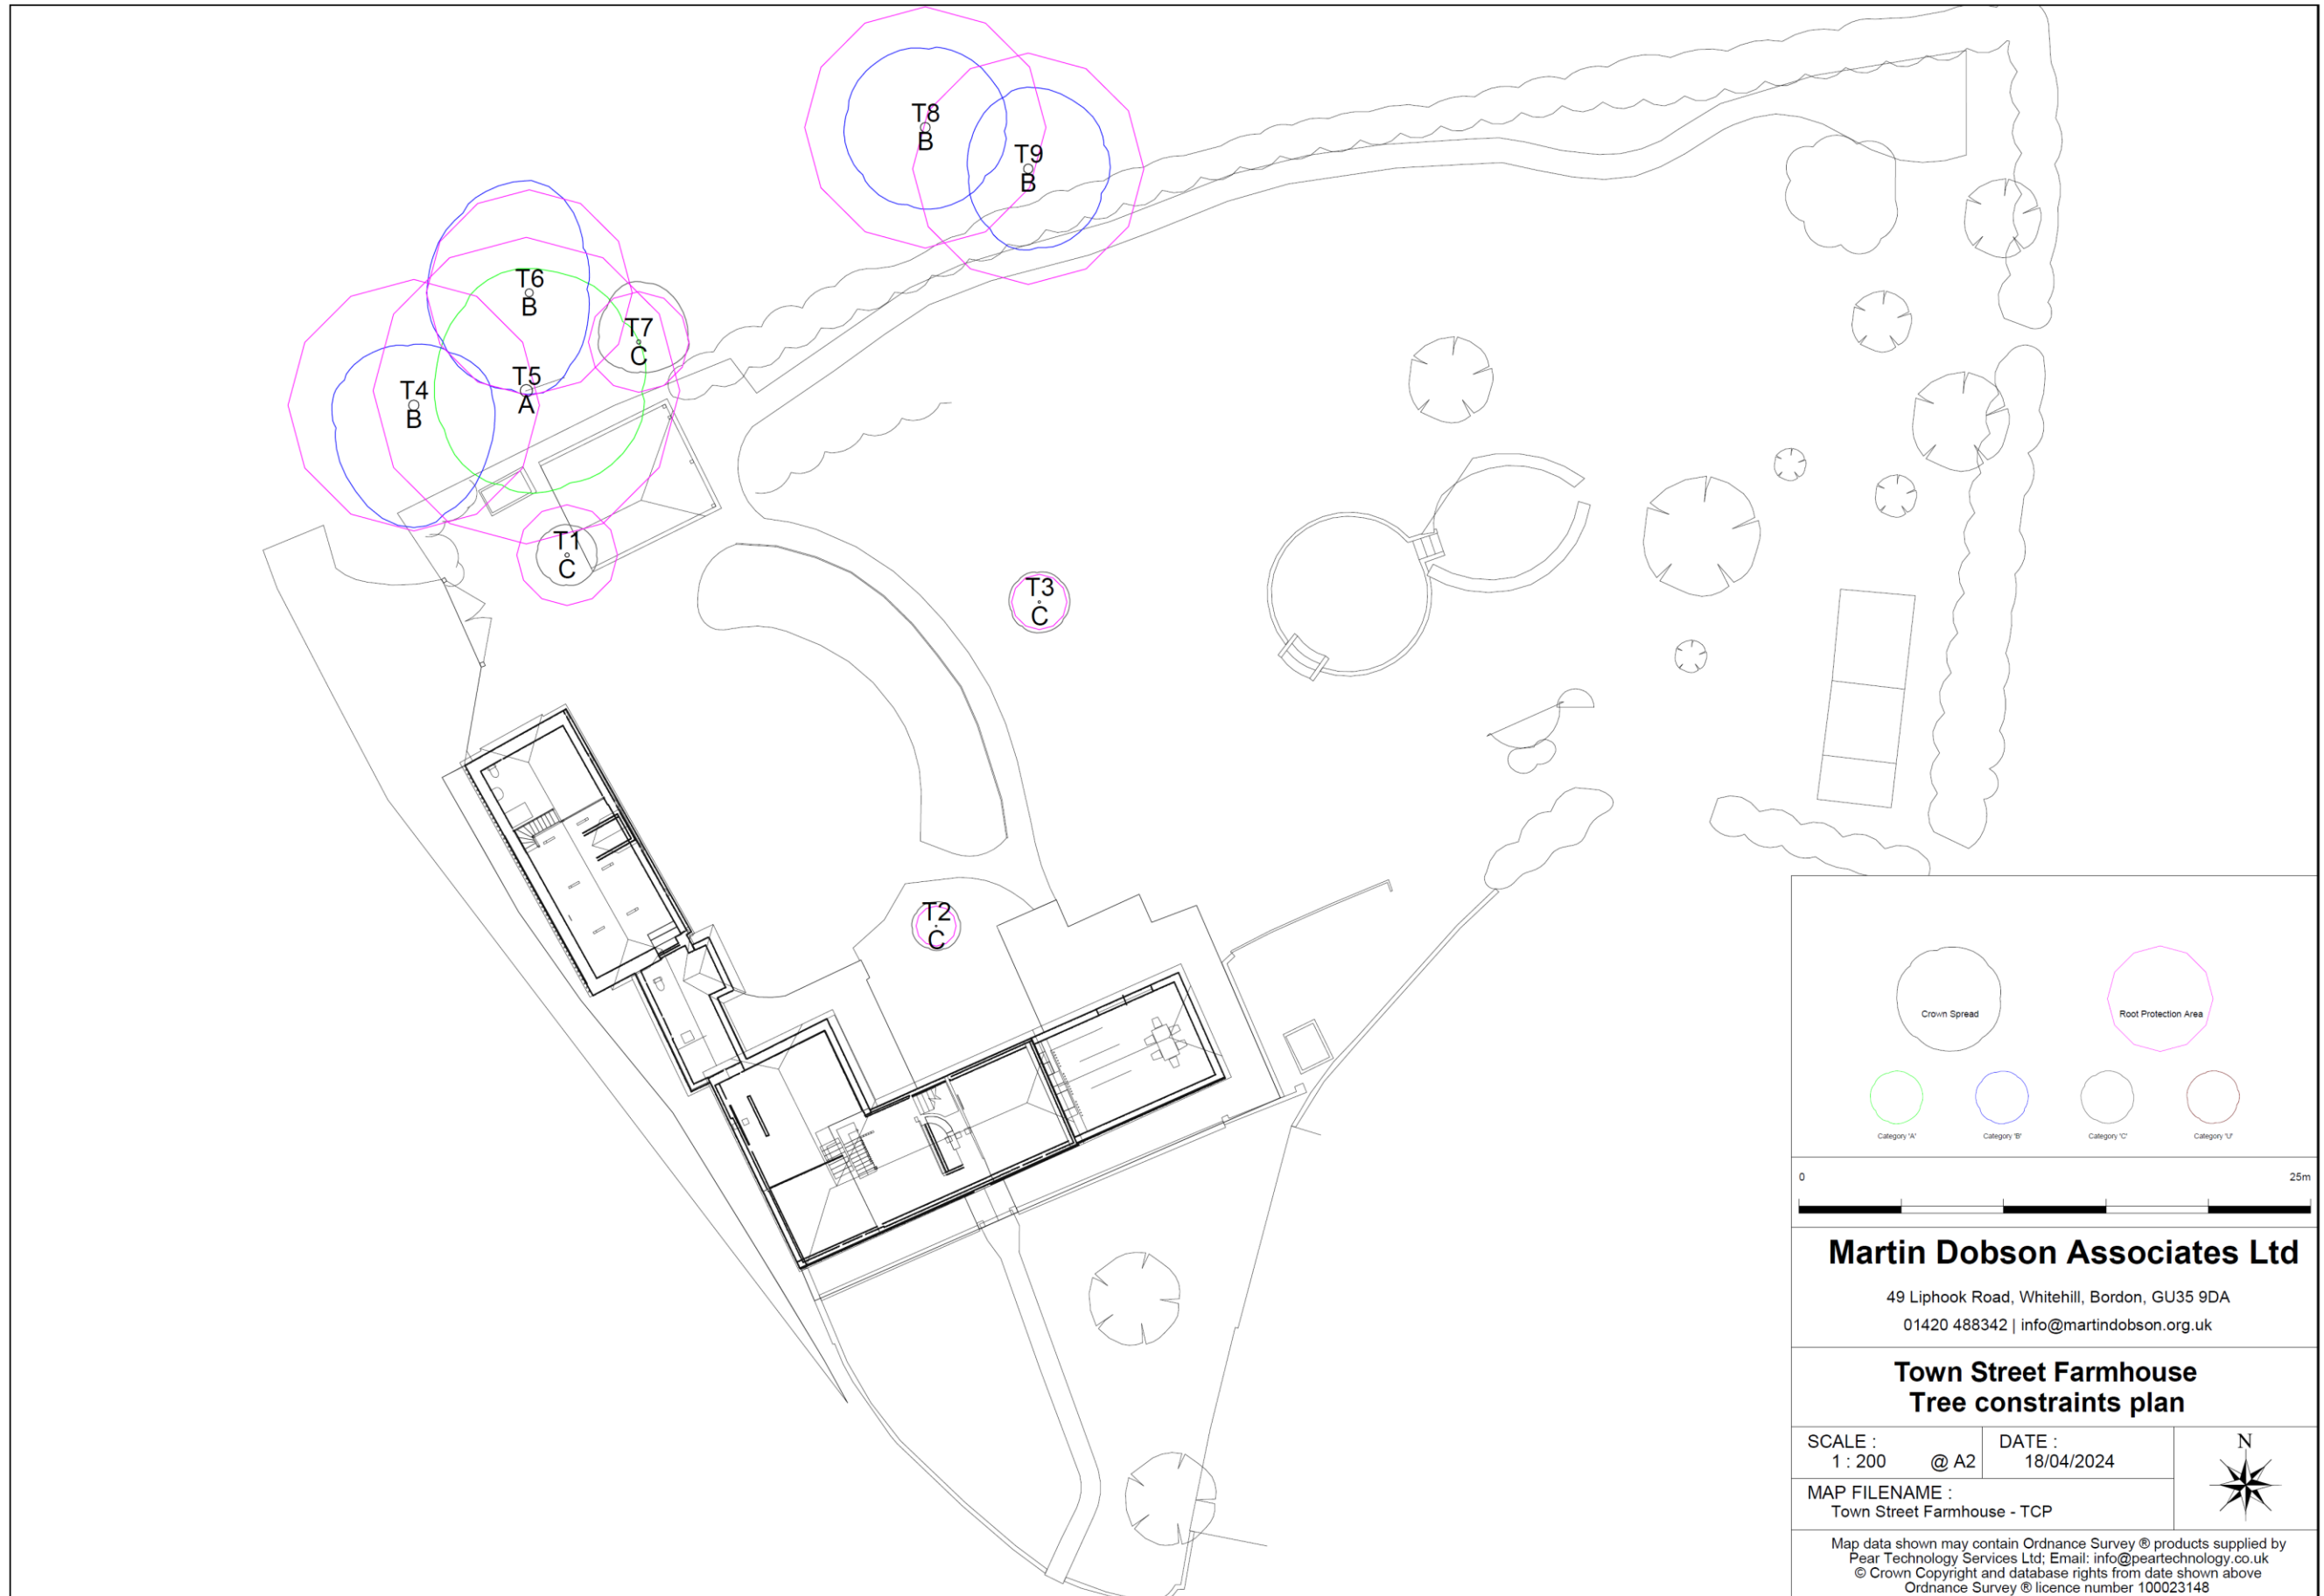 T8
B
T9
B
T6
B
T7
C
T5
A
T4
B
T1
C
T3
C
T2
C
Crown Spread
Root Protection Area
Category 'A'
Category 'B'
Category 'C'
Category 'U'
0 25m
Martin Dobson Associates Ltd
49 Liphook Road, Whitehill, Bordon, GU35 9DA
01420 488342 | info@martindobson.org.uk
Town Street Farmhouse
Tree constraints plan
SCALE :
1 : 200 @ A2
DATE :
18/04/2024
N
MAP FILENAME :
Town Street Farmhouse - TCP
Map data shown may contain Ordnance Survey ® products supplied by
Pear Technology Services Ltd; Email: info@peartechnology.co.uk
© Crown Copyright and database rights from date shown above
Ordnance Survey ® licence number 100023148